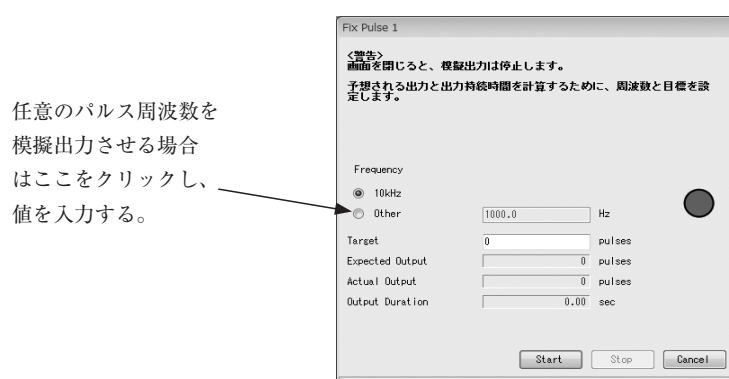 Fix Pulse 1
<警告>
画面を閉じると、模擬出力は停止します。
予想される出力と出力持続時間を計算するために、周波数と目標を設
定します。
任意のパルス周波数を
模擬出力させる場合
はここをクリックし、
値を入力する。
Frequency
10kHz
Other 1000.0 Hz
Target 0 pulses
Expected Output 0 pulses
Actual Output 0 pulses
Output Duration 0.00 sec
Start Stop Cancel